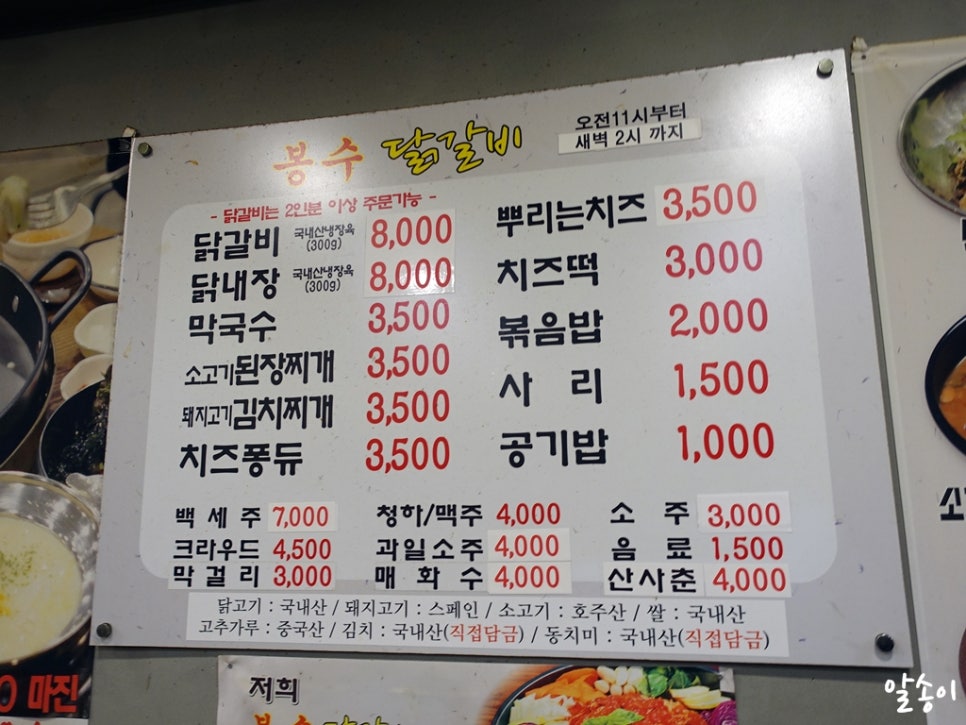 봉수 닭갈비
오전11시부터
새벽 2시 까지
- 닭갈비는 2인분 이상 주문가능 -
닭갈비 국내산냉장육 (300g) 8,000
닭내장 국내산냉장육 (300g) 8,000
막국수 3,500
소고기된장찌개 3,500
돼지고기김치찌개 3,500
치즈퐁듀 3,500
뿌리는치즈 3,500
치즈떡 3,000
볶음밥 2,000
사 리 1,500
공기밥 1,000
백 세 주 7,000
청하/맥주 4,000
소 주 3,000
크라우드 4,500
과일소주 4,000
음 료 1,500
막 걸 리 3,000
매 화 수 4,000
산사춘 4,000
닭고기 : 국내산 / 돼지고기 : 스페인 / 소고기 : 호주산 / 쌀 : 국내산
고추가루 : 중국산 / 김치 : 국내산(직접담금) / 동치미 : 국내산(직접담금)
마진
저희
알송이